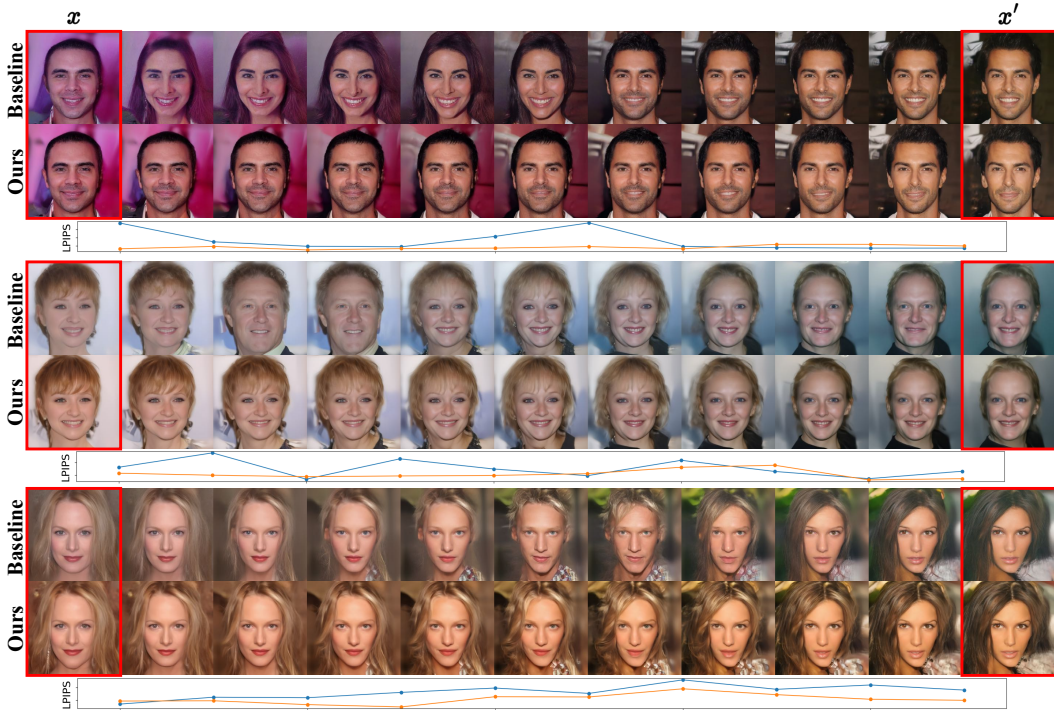 x x′
Baseline
Ours
LPIPS
Baseline
Ours
LPIPS
Baseline
Ours
LPIPS